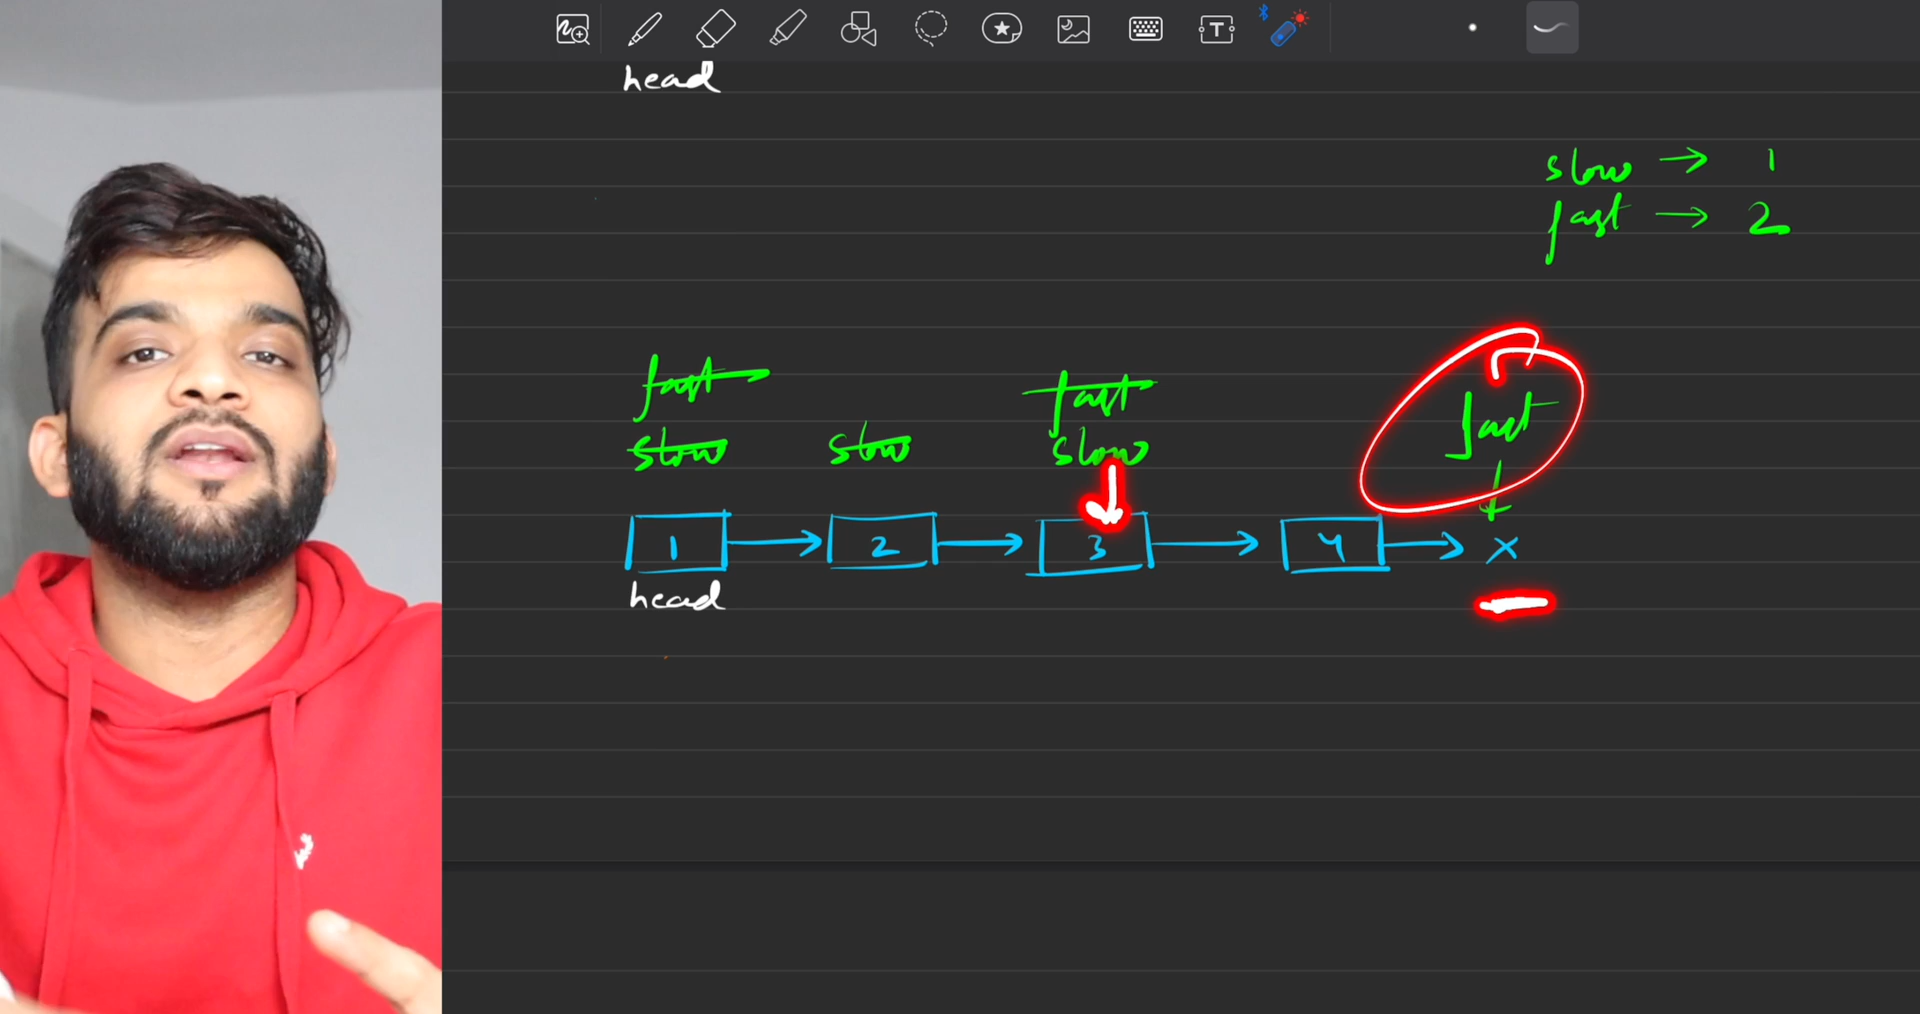 T
head
slow → 1
fast → 2
fast fast fast
slow slow slow
1 → 2 → 3 → 4 → x
head